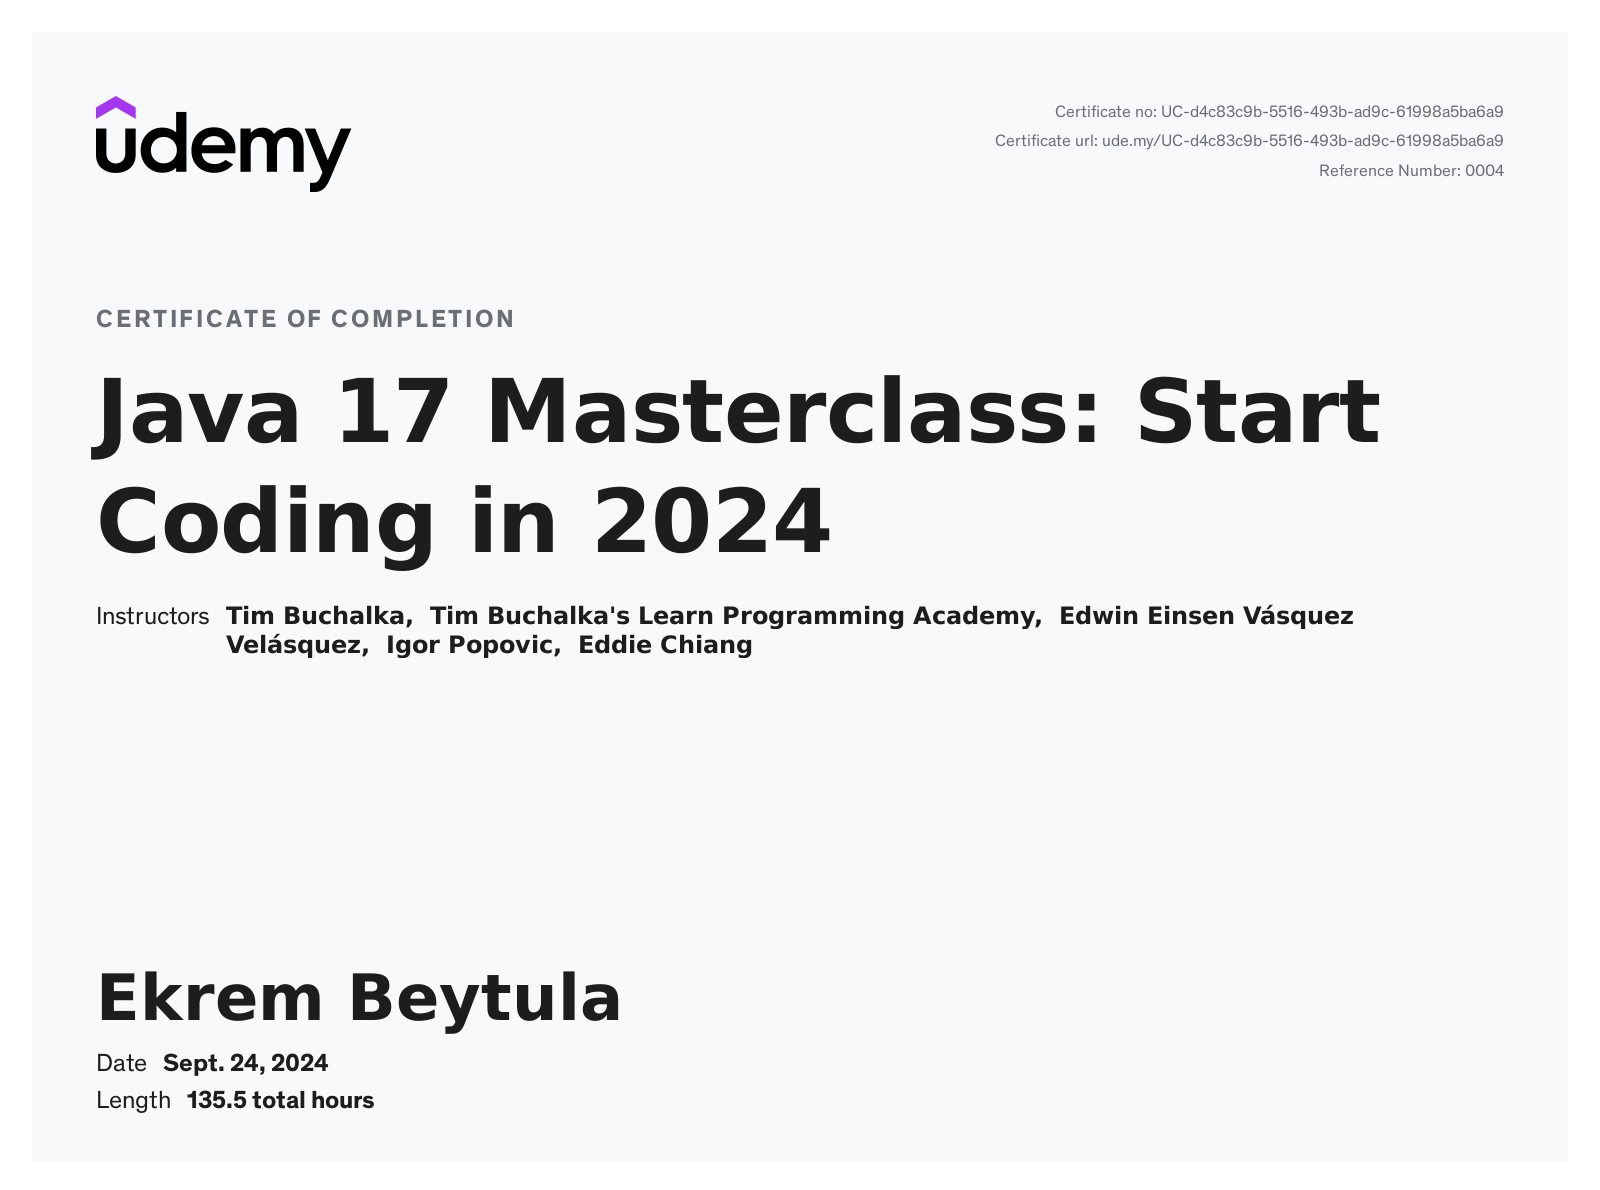 udemy
Certificate no: UC-d4c83c9b-5516-493b-ad9c-61998a5ba6a9
Certificate url: ude.my/UC-d4c83c9b-5516-493b-ad9c-61998a5ba6a9
Reference Number: 0004
CERTIFICATE OF COMPLETION
Java 17 Masterclass: Start
Coding in 2024
Instructors Tim Buchalka, Tim Buchalka's Learn Programming Academy, Edwin Einsen Vásquez
Velásquez, Igor Popovic, Eddie Chiang
Ekrem Beytula
Date Sept. 24, 2024
Length 135.5 total hours